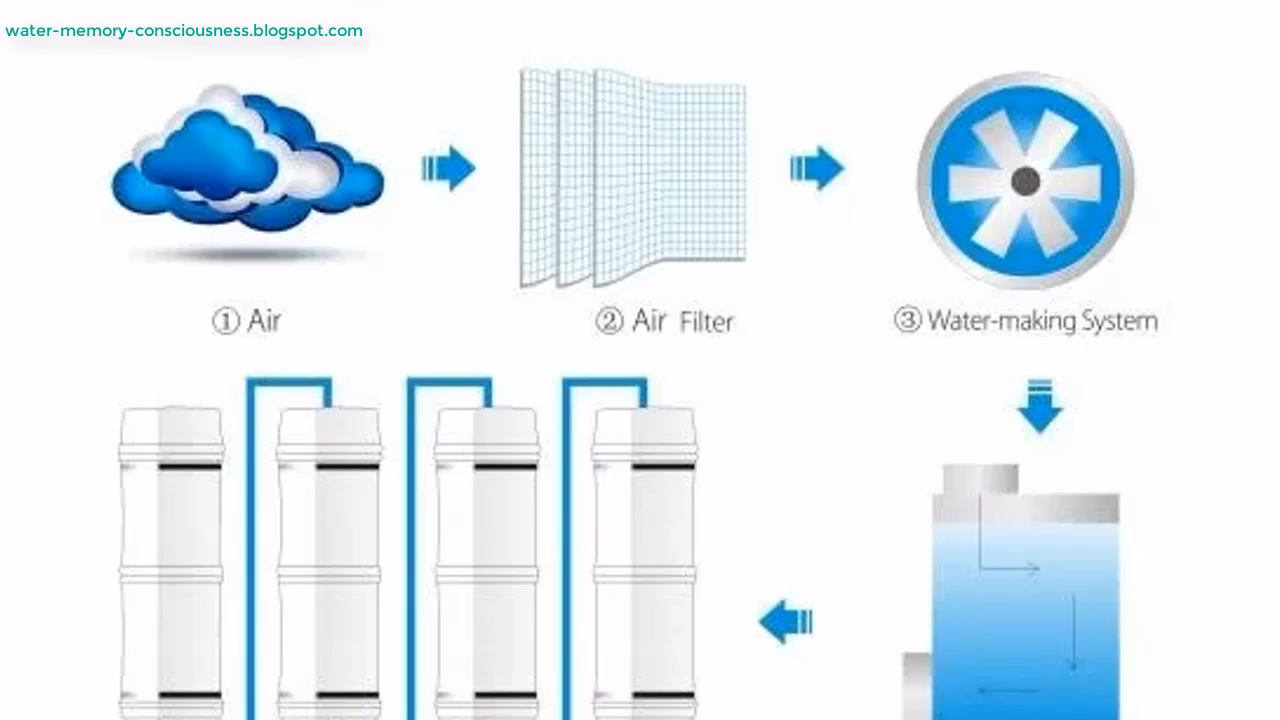 water-memory-consciousness.blogspot.com
① Air
② Air Filter
③ Water-making System